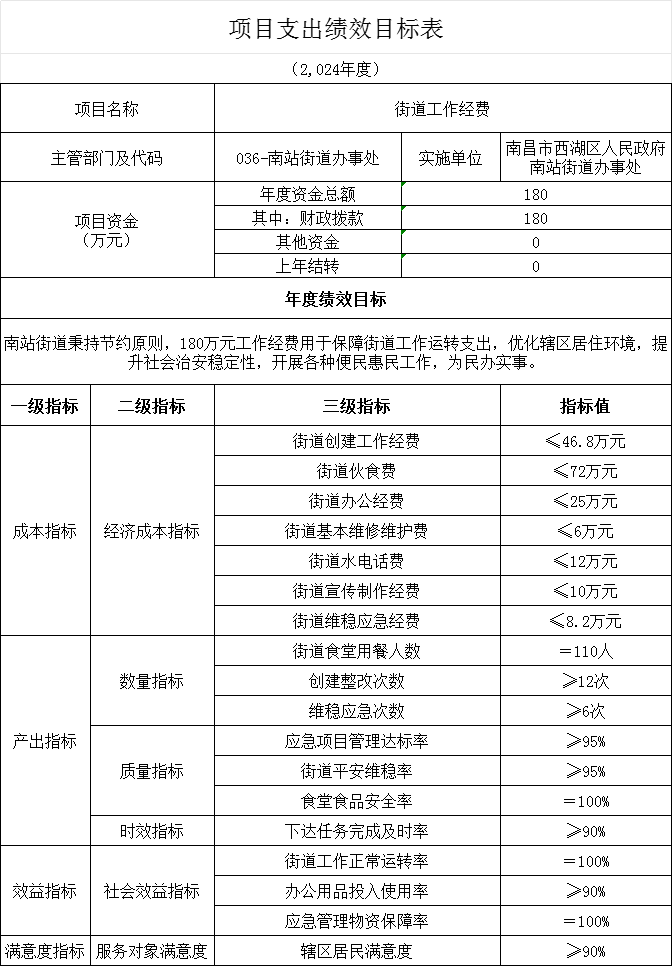 项目支出绩效目标表
（2,024年度）
项目名称 街道工作经费
主管部门及代码 036-南站街道办事处 实施单位 南昌市西湖区人民政府
南站街道办事处
项目资金
（万元）
年度资金总额 180
其中: 财政拨款 180
其他资金 0
上年结转 0
年度绩效目标
南站街道秉持节约原则，180万元工作经费用于保障街道工作运转支出，优化辖区居住环境，提
升社会治安稳定性，开展各种便民惠民工作，为民办实事。
一级指标 二级指标 三级指标 指标值
成本指标 经济成本指标 街道创建工作经费 ≤46.8万元
街道伙食费 ≤72万元
街道办公经费 ≤25万元
街道基本维修维护费 ≤6万元
街道水电话费 ≤12万元
街道宣传制作经费 ≤10万元
街道维稳应急经费 ≤8.2万元
产出指标 数量指标 街道食堂用餐人数 ＝110人
创建整改次数 ≥12次
维稳应急次数 ≥6次
质量指标 应急项目管理达标率 ≥95%
街道平安维稳率 ≥95%
食堂食品安全率 ＝100%
时效指标 下达任务完成及时率 ≥90%
效益指标 社会效益指标 街道工作正常运转率 ＝100%
办公用品投入使用率 ≥90%
应急管理物资保障率 ＝100%
满意度指标 服务对象满意度 辖区居民满意度 ≥90%